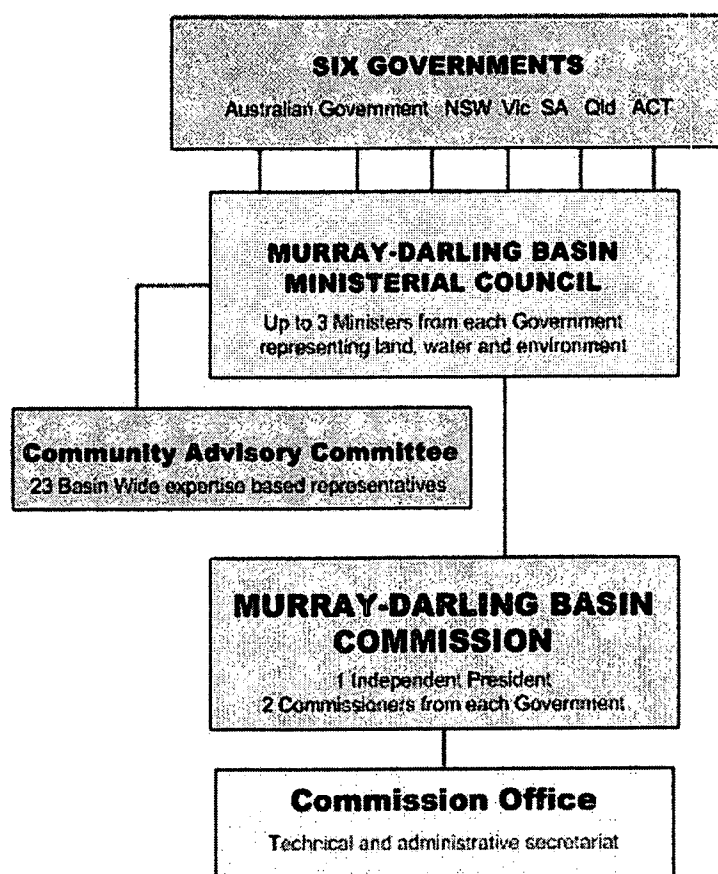 SIX GOVERNMENTS
Australian Government NSW Vic SA Qld ACT
MURRAY-DARLING BASIN
MINISTERIAL COUNCIL
Up to 3 Ministers from each Government
representing land, water and environment
Community Advisory Committee
23 Basin Wide expertise based representatives
MURRAY-DARLING BASIN
COMMISSION
1 Independent President
2 Commissioners from each Government
Commission Office
Technical and administrative secretariat